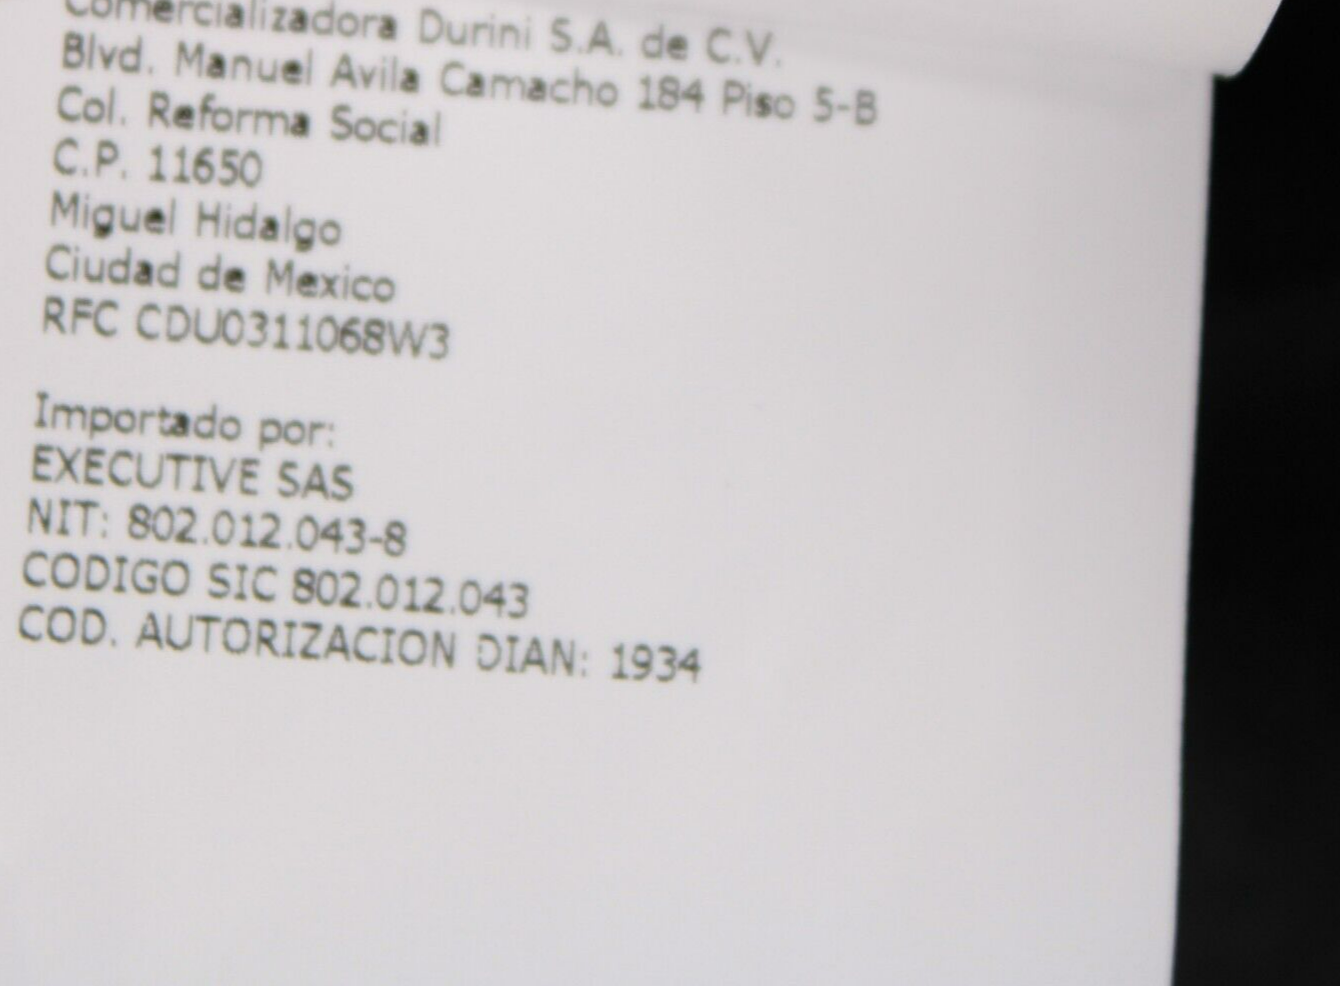 Comercializadora Durini S.A. de C.V.
Blvd. Manuel Avila Camacho 184 Piso 5-B
Col. Reforma Social
C.P. 11650
Miguel Hidalgo
Ciudad de Mexico
RFC CDU0311068W3
Importado por:
EXECUTIVE SAS
NIT: 802.012.043-8
CODIGO SIC 802.012.043
COD. AUTORIZACION DIAN: 1934